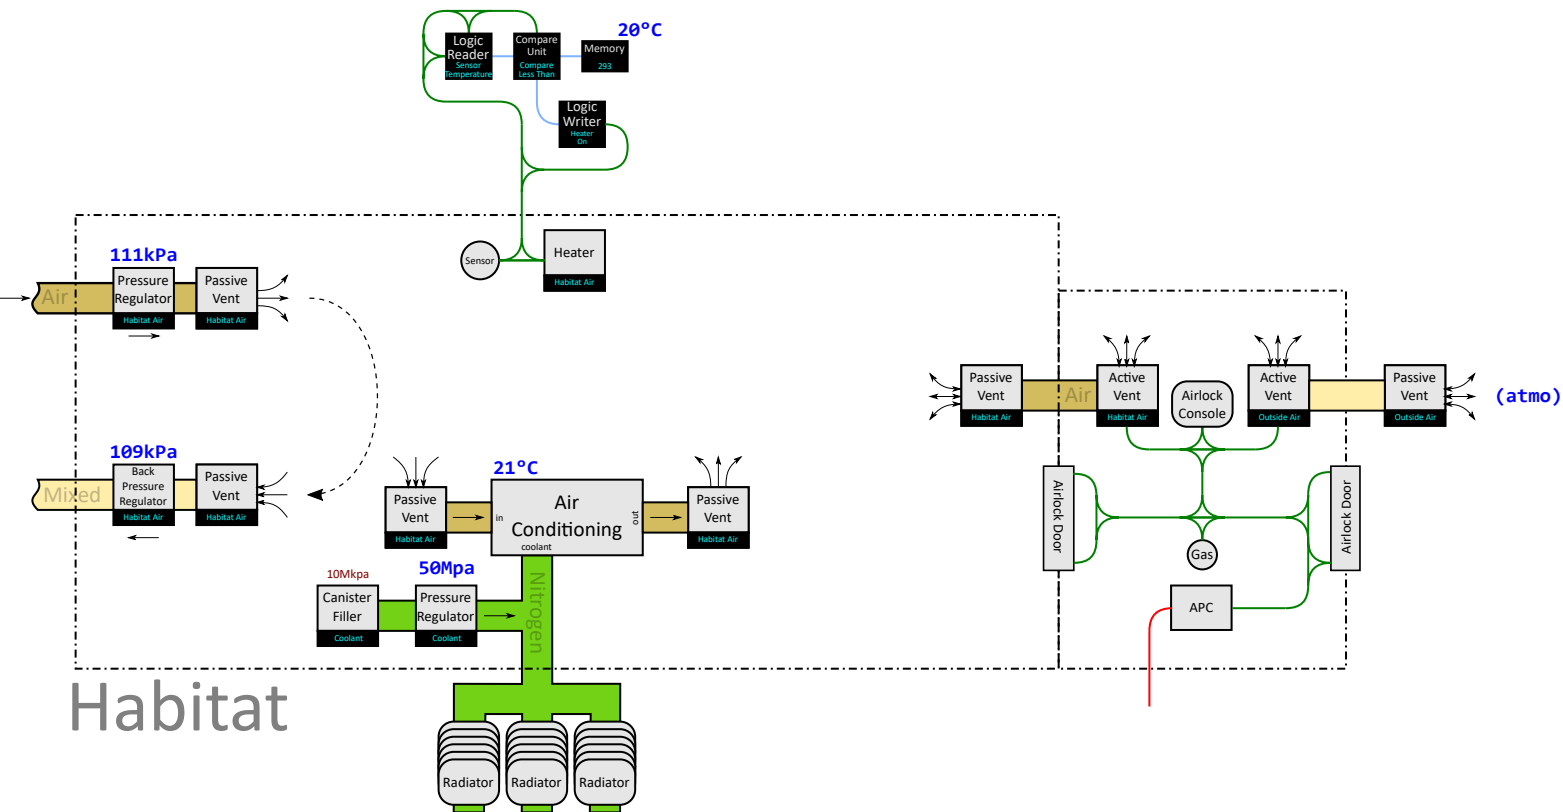 20°C
Logic
Reader
Sensor
Temperature
Compare
Unit
Compare
Less Than
Memory
293
Logic
Writer
Heater
On
Sensor
Heater
Habitat Air
111kPa
Air
Pressure
Regulator
Habitat Air
Passive
Vent
Habitat Air
109kPa
Mixed
Back
Pressure
Regulator
Habitat Air
Passive
Vent
Habitat Air
Passive
Vent
Habitat Air
21°C
in
Air
Conditioning
out
coolant
Passive
Vent
Habitat Air
10Mkpa
Canister
Filler
Coolant
50Mpa
Pressure
Regulator
Coolant
Nitrogen
Radiator
Radiator
Radiator
Habitat
Passive
Vent
Habitat Air
Air
Active
Vent
Habitat Air
Airlock
Console
Active
Vent
Outside Air
Passive
Vent
Outside Air
(atmo)
Airlock Door
Gas
Airlock Door
APC